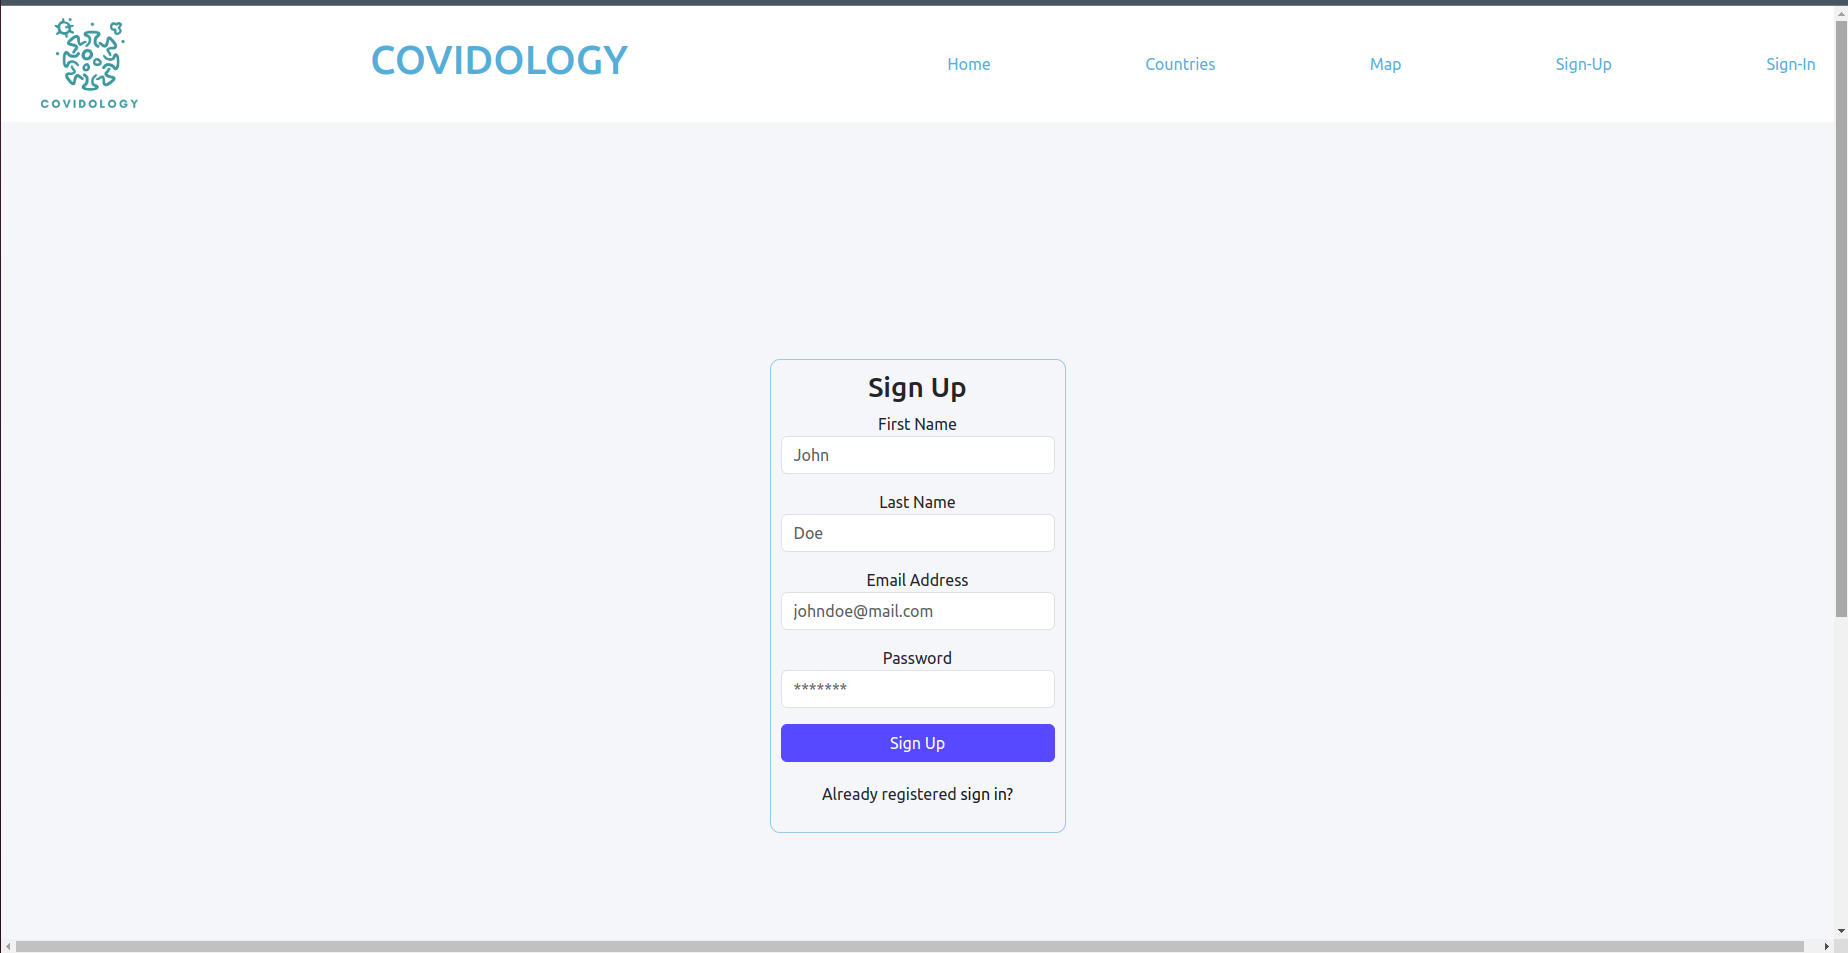 COVIDOLOGY
COVIDOLOGY
Home
Countries
Map
Sign-Up
Sign-In
Sign Up
First Name
John
Last Name
Doe
Email Address
johndoe@mail.com
Password
*******
Sign Up
Already registered sign in?